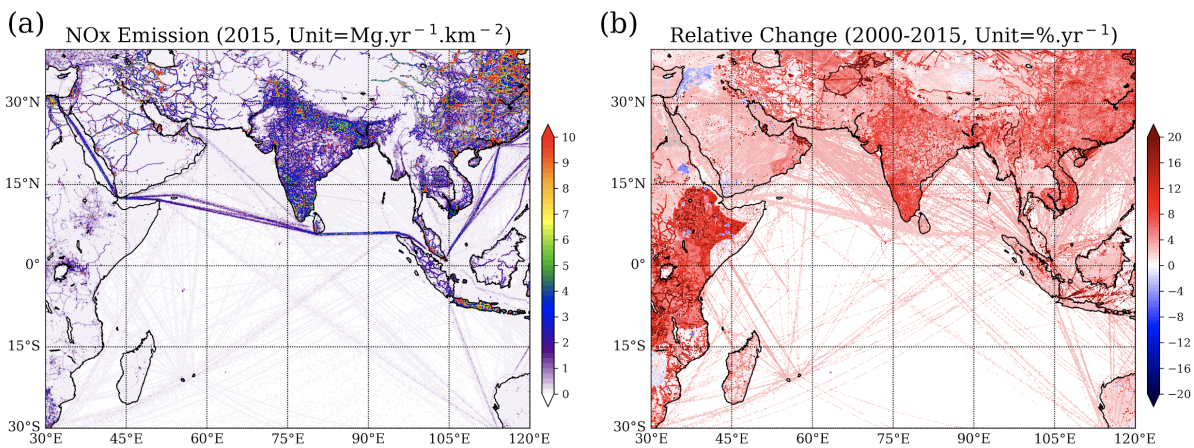 (a)
NOx Emission (2015, Unit=Mg.yr⁻¹.km⁻²)
30°N
15°N
0°
15°S
30°S
30°E
45°E
60°E
75°E
90°E
105°E
120°E
10
9
8
7
6
5
4
3
2
1
0
(b)
Relative Change (2000-2015, Unit=%.yr⁻¹)
30°N
15°N
0°
15°S
30°S
30°E
45°E
60°E
75°E
90°E
105°E
120°E
20
16
12
8
4
0
−4
−8
−12
−16
−20